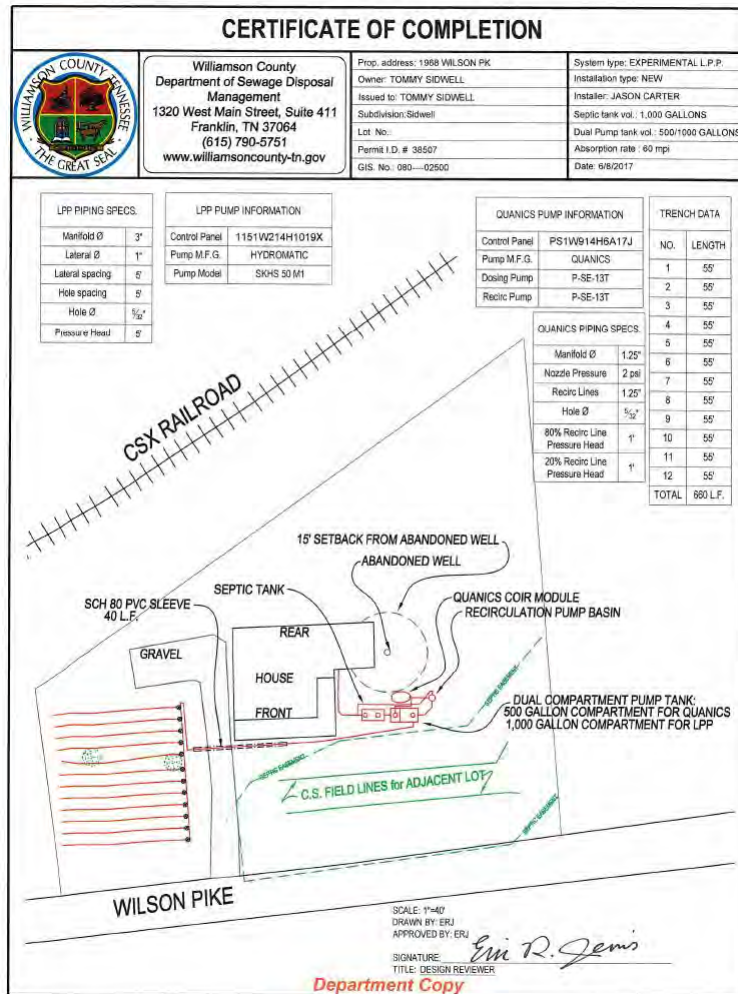 CERTIFICATE OF COMPLETION
WILLIAMSON COUNTY TENNESSEE
THE GREAT SEAL
Williamson County
Department of Sewage Disposal
Management
1320 West Main Street, Suite 411
Franklin, TN 37064
(615) 790-5751
www.williamsoncounty-tn.gov
Prop. address: 1968 WILSON PK
Owner: TOMMY SIDWELL
Issued to: TOMMY SIDWELL
Subdivision: Sidwell
Lot No.:
Permit I.D. # 38507
GIS. No.: 080----02500
System type: EXPERIMENTAL L.P.P.
Installation type: NEW
Installer: JASON CARTER
Septic tank vol.: 1,000 GALLONS
Dual Pump tank vol.: 500/1000 GALLONS
Absorption rate : 60 mpi
Date: 6/8/2017
LPP PIPING SPECS.
Manifold Ø 3"
Lateral Ø 1"
Lateral spacing 5'
Hole spacing 5'
Hole Ø 5/32"
Pressure Head 5'
LPP PUMP INFORMATION
Control Panel 1151W214H1019X
Pump M.F.G. HYDROMATIC
Pump Model SKHS 50 M1
QUANICS PUMP INFORMATION
Control Panel PS1W914H6A17J
Pump M.F.G. QUANICS
Dosing Pump P-SE-13T
Recirc Pump P-SE-13T
QUANICS PIPING SPECS.
Manifold Ø 1.25"
Nozzle Pressure 2 psi
Recirc Lines 1.25"
Hole Ø 5/32"
80% Recirc Line
Pressure Head 1'
20% Recirc Line
Pressure Head 1'
TRENCH DATA
NO. LENGTH
1 55'
2 55'
3 55'
4 55'
5 55'
6 55'
7 55'
8 55'
9 55'
10 55'
11 55'
12 55'
TOTAL 660 L.F.
CSX RAILROAD
15' SETBACK FROM ABANDONED WELL
ABANDONED WELL
SEPTIC TANK
QUANICS COIR MODULE
RECIRCULATION PUMP BASIN
SCH 80 PVC SLEEVE
40 L.F.
GRAVEL
REAR
HOUSE
FRONT
SEPTIC EASEMENT
DUAL COMPARTMENT PUMP TANK:
500 GALLON COMPARTMENT FOR QUANICS
1,000 GALLON COMPARTMENT FOR LPP
SEPTIC EASEMENT
C.S. FIELD LINES for ADJACENT LOT
SEPTIC EASEMENT
WILSON PIKE
SCALE: 1"=40'
DRAWN BY: ERJ
APPROVED BY: ERJ
SIGNATURE: Eric R. Jenis
TITLE: DESIGN REVIEWER
Department Copy